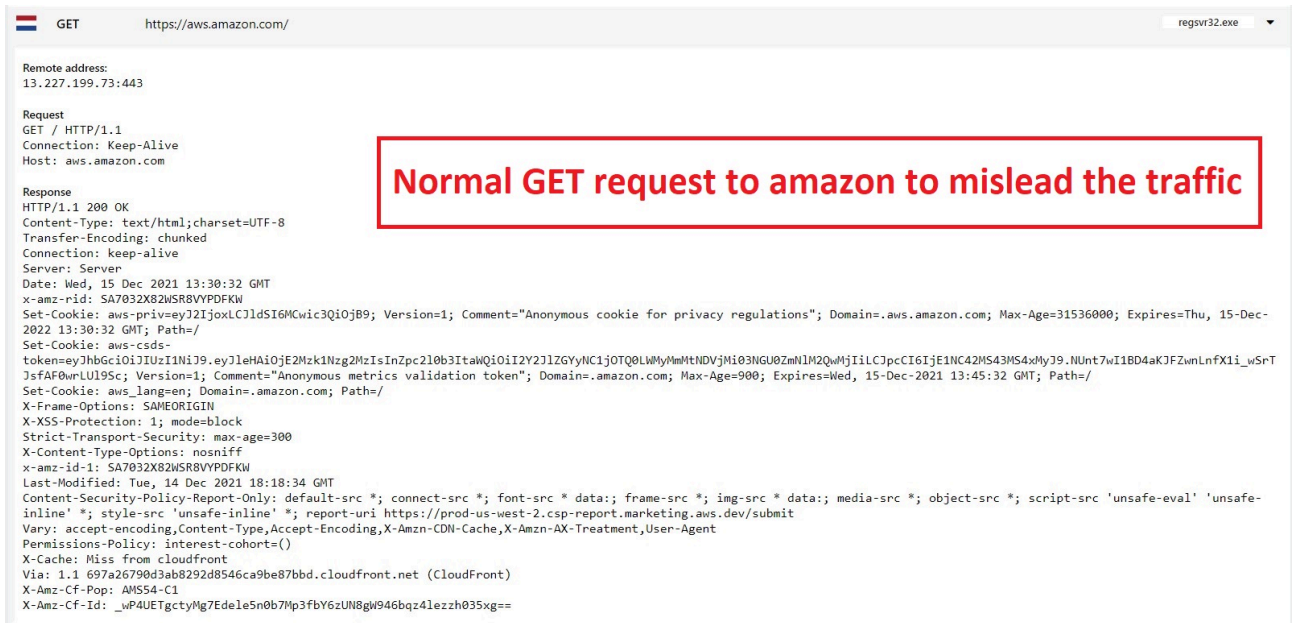 GET https://aws.amazon.com/ regsvr32.exe
Remote address:
13.227.199.73:443
Request
GET / HTTP/1.1
Connection: Keep-Alive
Host: aws.amazon.com
Normal GET request to amazon to mislead the traffic
Response
HTTP/1.1 200 OK
Content-Type: text/html;charset=UTF-8
Transfer-Encoding: chunked
Connection: keep-alive
Server: Server
Date: Wed, 15 Dec 2021 13:30:32 GMT
x-amz-rid: SA7032X82WSR8VYPDFKW
Set-Cookie: aws-priv=eyJ2IjoxLCJldSI6MCwic3QiOjB9; Version=1; Comment="Anonymous cookie for privacy regulations"; Domain=.aws.amazon.com; Max-Age=31536000; Expires=Thu, 15-Dec-
2022 13:30:32 GMT; Path=/
Set-Cookie: aws-csds-
token=eyJhbGciOiJIUzI1NiJ9.eyJleHAiOjE2Mzk1Nzg2MzIsInZpc2l0b3ItaWQiOiI2Y2JlZGYyNC1jOTQ0LWMyMmMtNDVjMi03NGU0ZmNlM2QwMjIiLCJpcCI6IjE1NC42MS43MS4xMyJ9.NUnt7wI1BD4aKJFZwnLnfX1i_wSrT
JsfAF0wrLUl9Sc; Version=1; Comment="Anonymous metrics validation token"; Domain=.amazon.com; Max-Age=900; Expires=Wed, 15-Dec-2021 13:45:32 GMT; Path=/
Set-Cookie: aws_lang=en; Domain=.amazon.com; Path=/
X-Frame-Options: SAMEORIGIN
X-XSS-Protection: 1; mode=block
Strict-Transport-Security: max-age=300
X-Content-Type-Options: nosniff
x-amz-id-1: SA7032X82WSR8VYPDFKW
Last-Modified: Tue, 14 Dec 2021 18:18:34 GMT
Content-Security-Policy-Report-Only: default-src *; connect-src *; font-src * data:; frame-src *; img-src * data:; media-src *; object-src *; script-src 'unsafe-eval' 'unsafe-
inline' *; style-src 'unsafe-inline' *; report-uri https://prod-us-west-2.csp-report.marketing.aws.dev/submit
Vary: accept-encoding,Content-Type,Accept-Encoding,X-Amzn-CDN-Cache,X-Amzn-AX-Treatment,User-Agent
Permissions-Policy: interest-cohort=()
X-Cache: Miss from cloudfront
Via: 1.1 697a26790d3ab8292d8546ca9be87bbd.cloudfront.net (CloudFront)
X-Amz-Cf-Pop: AMS54-C1
X-Amz-Cf-Id: _wP4UETgctyMg7Edele5n0b7Mp3fbY6zUN8gW946bqz4lezzh035xg==